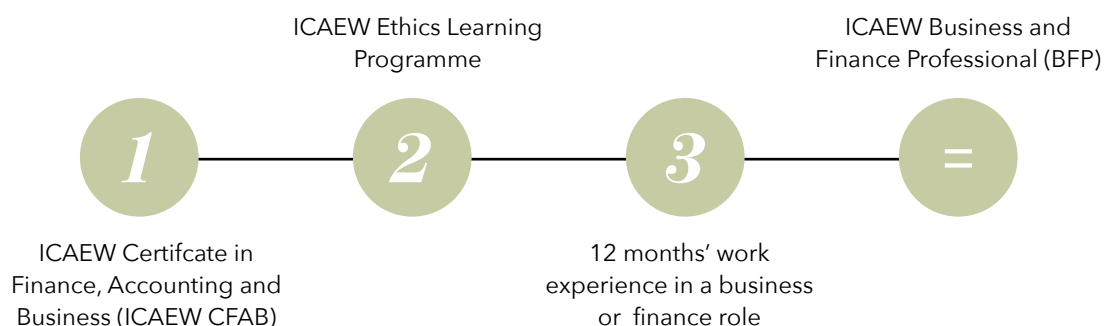 ICAEW Ethics Learning
Programme
ICAEW Business and
Finance Professional (BFP)
1
2
3
=
ICAEW Certifcate in
Finance, Accounting and
Business (ICAEW CFAB)
12 months’ work
experience in a business
or finance role